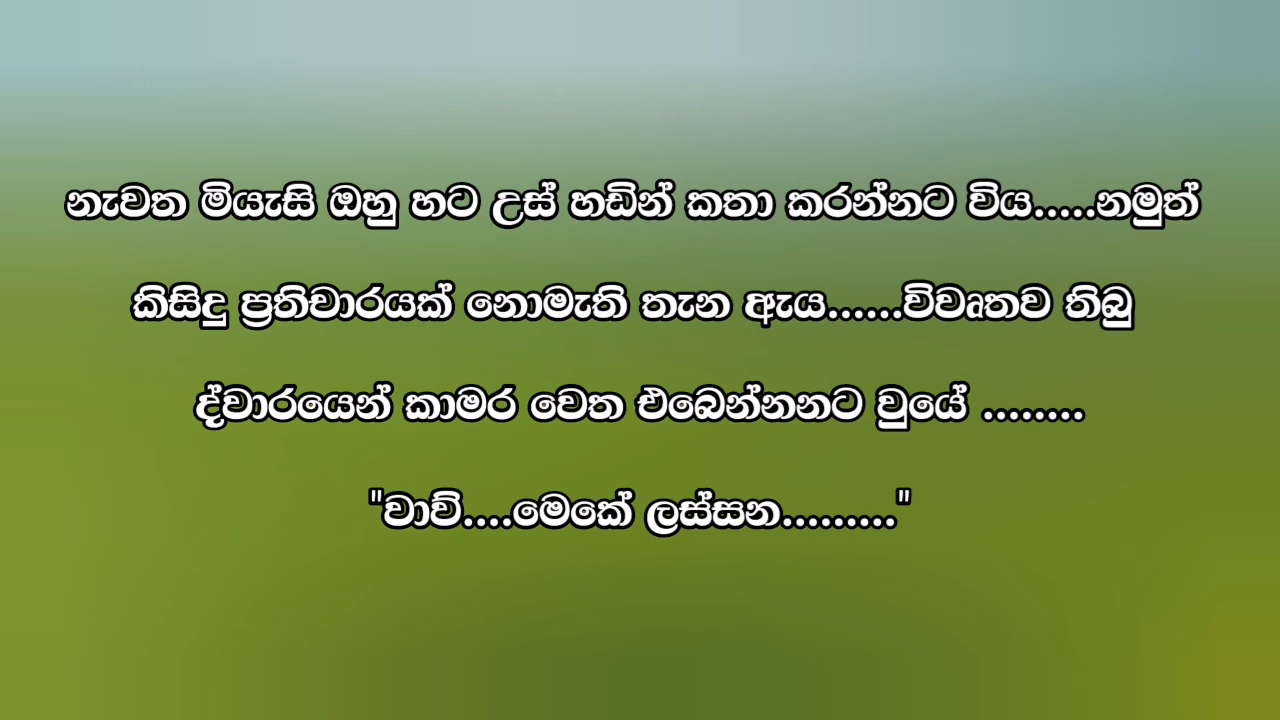 නැවත මියැසි ඔහු හට උස් හඬින් කතා කරන්නට විය.....නමුත්
කිසිදු ප්‍රතිචාරයක් නොමැති තැන ඇය......විවෘතව තිබු
ද්වාරයෙන් කාමර වෙත එබෙන්නනට වුයේ ........
"වාව්....මෙකේ ලස්සන........."